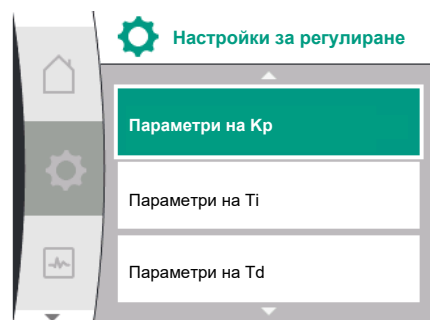 Настройки за регулиране
Параметри на Kp
Параметри на Ti
Параметри на Td